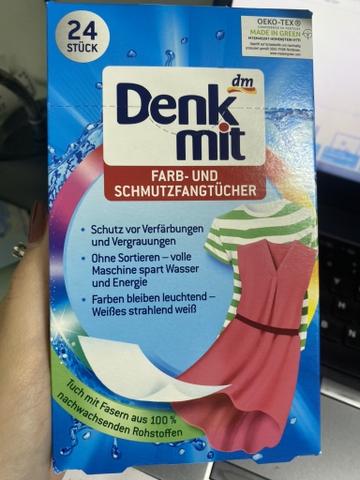 24
STÜCK
OEKO-TEX®
MADE IN GREEN
dm
Denk
mit
FARB- UND
SCHMUTZFANGTÜCHER
• Schutz vor Verfärbungen
und Vergrauungen
• Ohne Sortieren – volle
Maschine spart Wasser
und Energie
• Farben bleiben leuchtend –
Weißes strahlend weiß
Tuch mit Fasern aus 100 %
nachwachsenden Rohstoffen